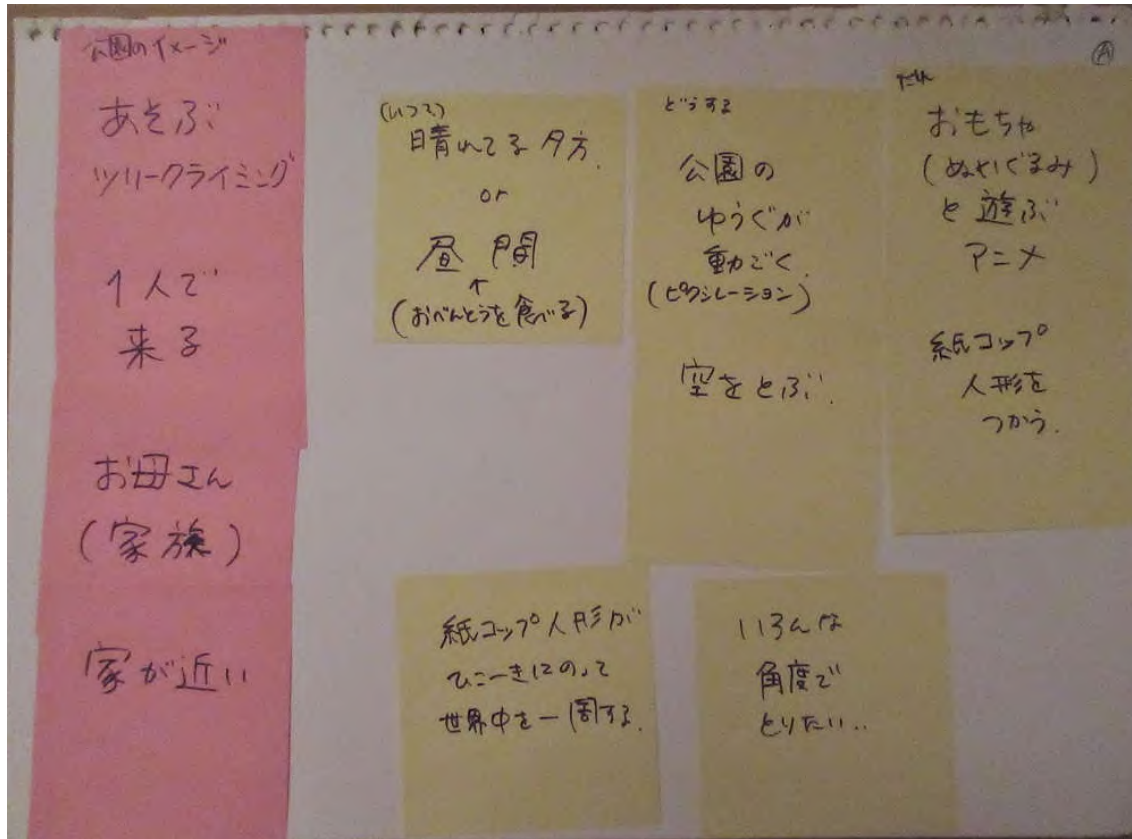 公園のイメージ
あそぶ
ツリークライミング
1人で
来る
お母さん
(家族)
家が近い
(いつ?)
晴れてる夕方.
or
昼間
↑
(おべんとうを食べる)
どうする
公園の
ゆうぐが
動ごく.
(ピクシレーション)
空をとぶ.
Ⓐ
だれ
おもちゃ
(ぬいぐるみ)
と遊ぶ
アニメ
紙コップ
人形を
つかう.
紙コップ人形が
ひこーきにのって
世界中を一周する.
いろんな
角度で
とりたい..